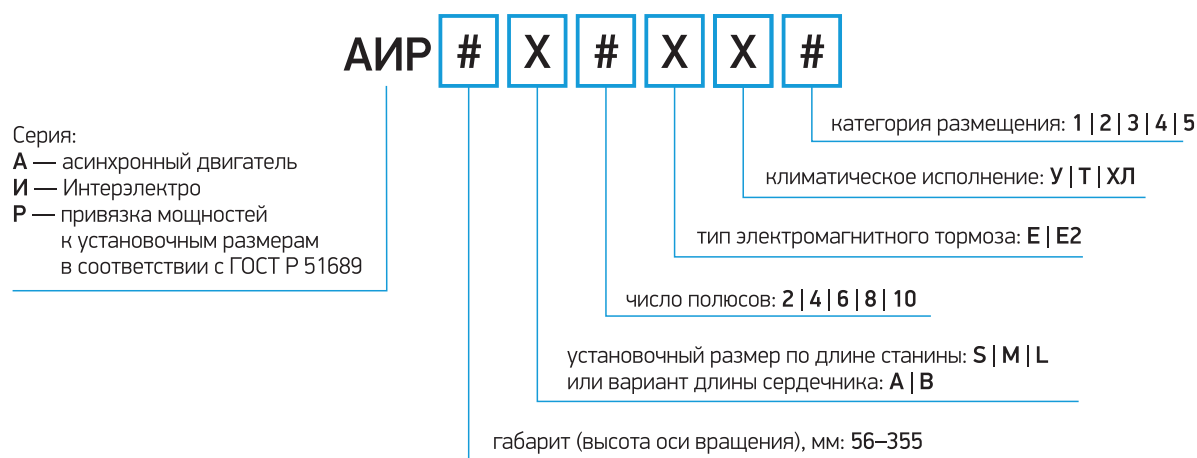 АИР # X # X X #
Серия:
А — асинхронный двигатель
И — Интерэлектро
Р — привязка мощностей
к установочным размерам
в соответствии с ГОСТ Р 51689
категория размещения: 1 | 2 | 3 | 4 | 5
климатическое исполнение: У | Т | ХЛ
тип электромагнитного тормоза: Е | Е2
число полюсов: 2 | 4 | 6 | 8 | 10
установочный размер по длине станины: S | M | L
или вариант длины сердечника: А | В
габарит (высота оси вращения), мм: 56–355